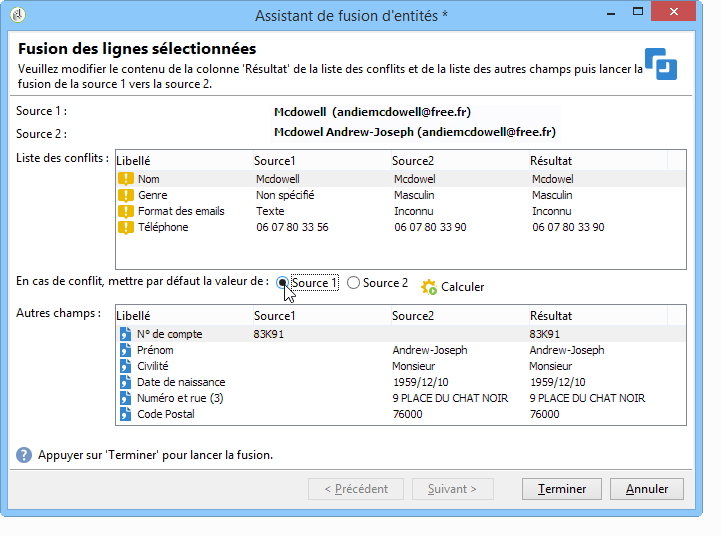 Assistant de fusion d'entités *
Fusion des lignes sélectionnées
Veuillez modifier le contenu de la colonne 'Résultat' de la liste des conflits et de la liste des autres champs puis lancer la
fusion de la source 1 vers la source 2.
Source 1 : Mcdowell (andiemcdowell@free.fr)
Source 2 : Mcdowel Andrew-Joseph (andiemcdowell@free.fr)
Liste des conflits : Libellé Source1 Source2 Résultat
Nom Mcdowell Mcdowel Mcdowel
Genre Non spécifié Masculin Masculin
Format des emails Texte Inconnu Inconnu
Téléphone 06 07 80 33 56 06 07 80 33 90 06 07 80 33 90
En cas de conflit, mettre par défaut la valeur de : Source 1 Source 2 Calculer
Autres champs : Libellé Source1 Source2 Résultat
N° de compte 83K91 83K91
Prénom Andrew-Joseph Andrew-Joseph
Civilité Monsieur Monsieur
Date de naissance 1959/12/10 1959/12/10
Numéro et rue (3) 9 PLACE DU CHAT NOIR 9 PLACE DU CHAT NOIR
Code Postal 76000 76000
Appuyer sur 'Terminer' pour lancer la fusion.
< Précédent Suivant > Terminer Annuler